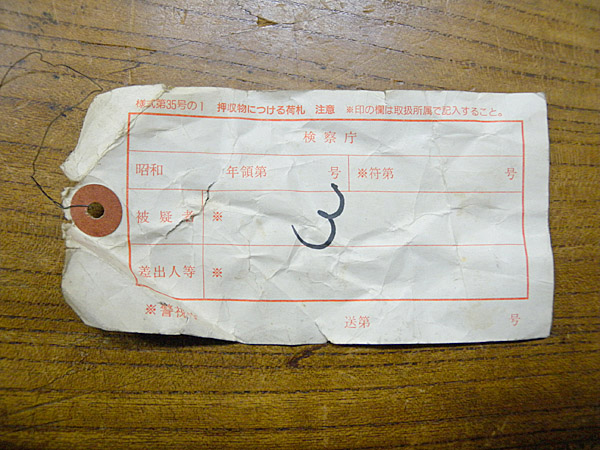 様式第35号の1 押収物につける荷札 注意 ※印の欄は取扱所属で記入すること。
検察庁
昭和 年領第 号 ※符第 号
被疑者 ※
3
差出人等 ※
※警視 送第 号